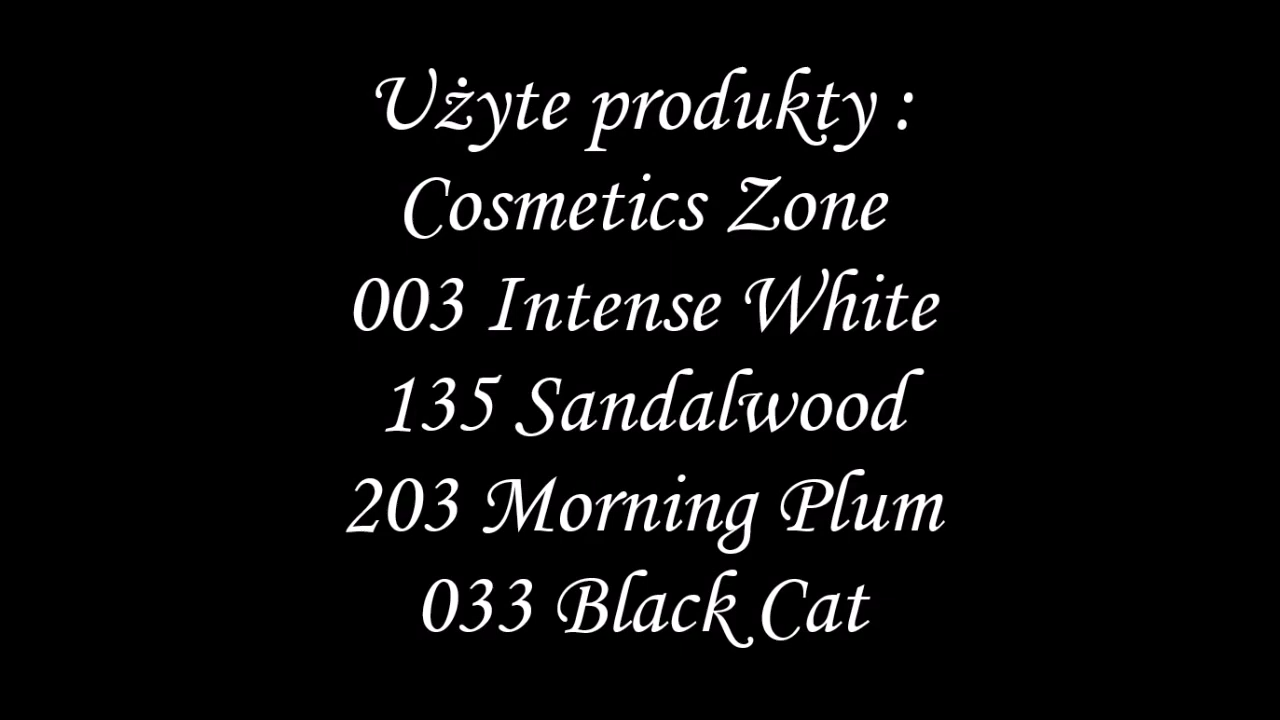 Użyte produkty :
Cosmetics Zone
003 Intense White
135 Sandalwood
203 Morning Plum
033 Black Cat